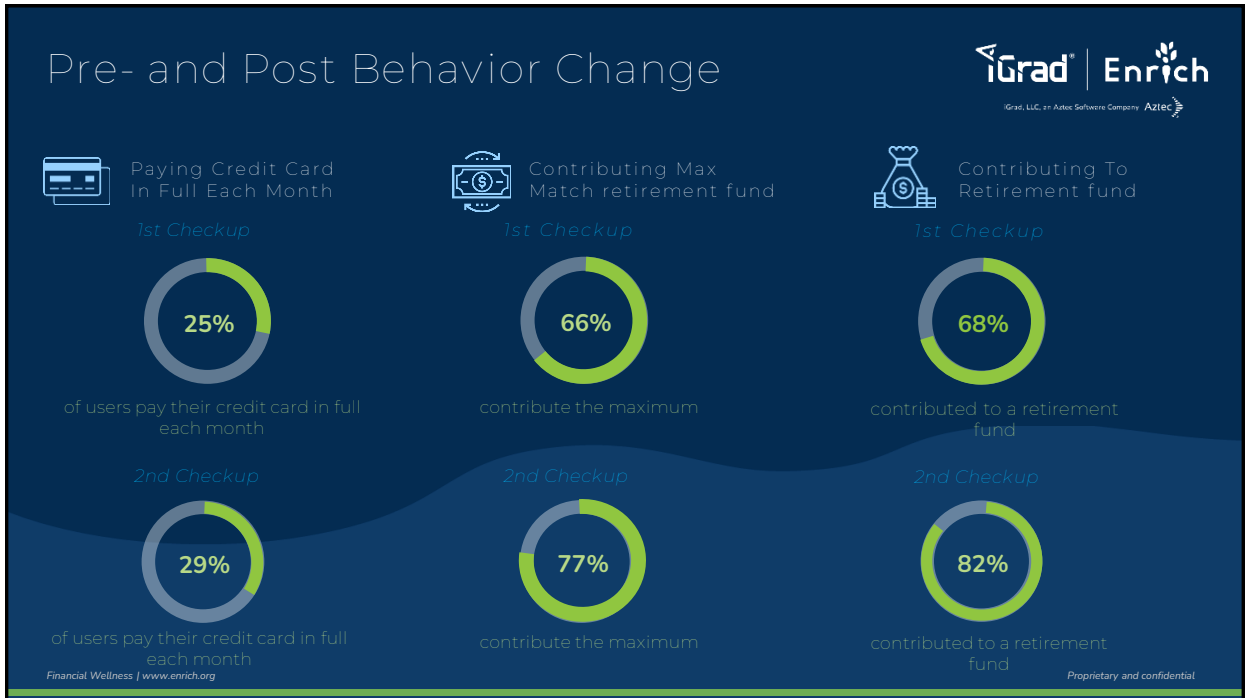 Pre- and Post Behavior Change
iGrad® | Enrich
iGrad, LLC, an Aztec Software Company Aztec
Paying Credit Card
In Full Each Month
1st Checkup
25%
of users pay their credit card in full
each month
2nd Checkup
29%
of users pay their credit card in full
each month
Contributing Max
Match retirement fund
1st Checkup
66%
contribute the maximum
2nd Checkup
77%
contribute the maximum
Contributing To
Retirement fund
1st Checkup
68%
contributed to a retirement
fund
2nd Checkup
82%
contributed to a retirement
fund
Financial Wellness | www.enrich.org
Proprietary and confidential